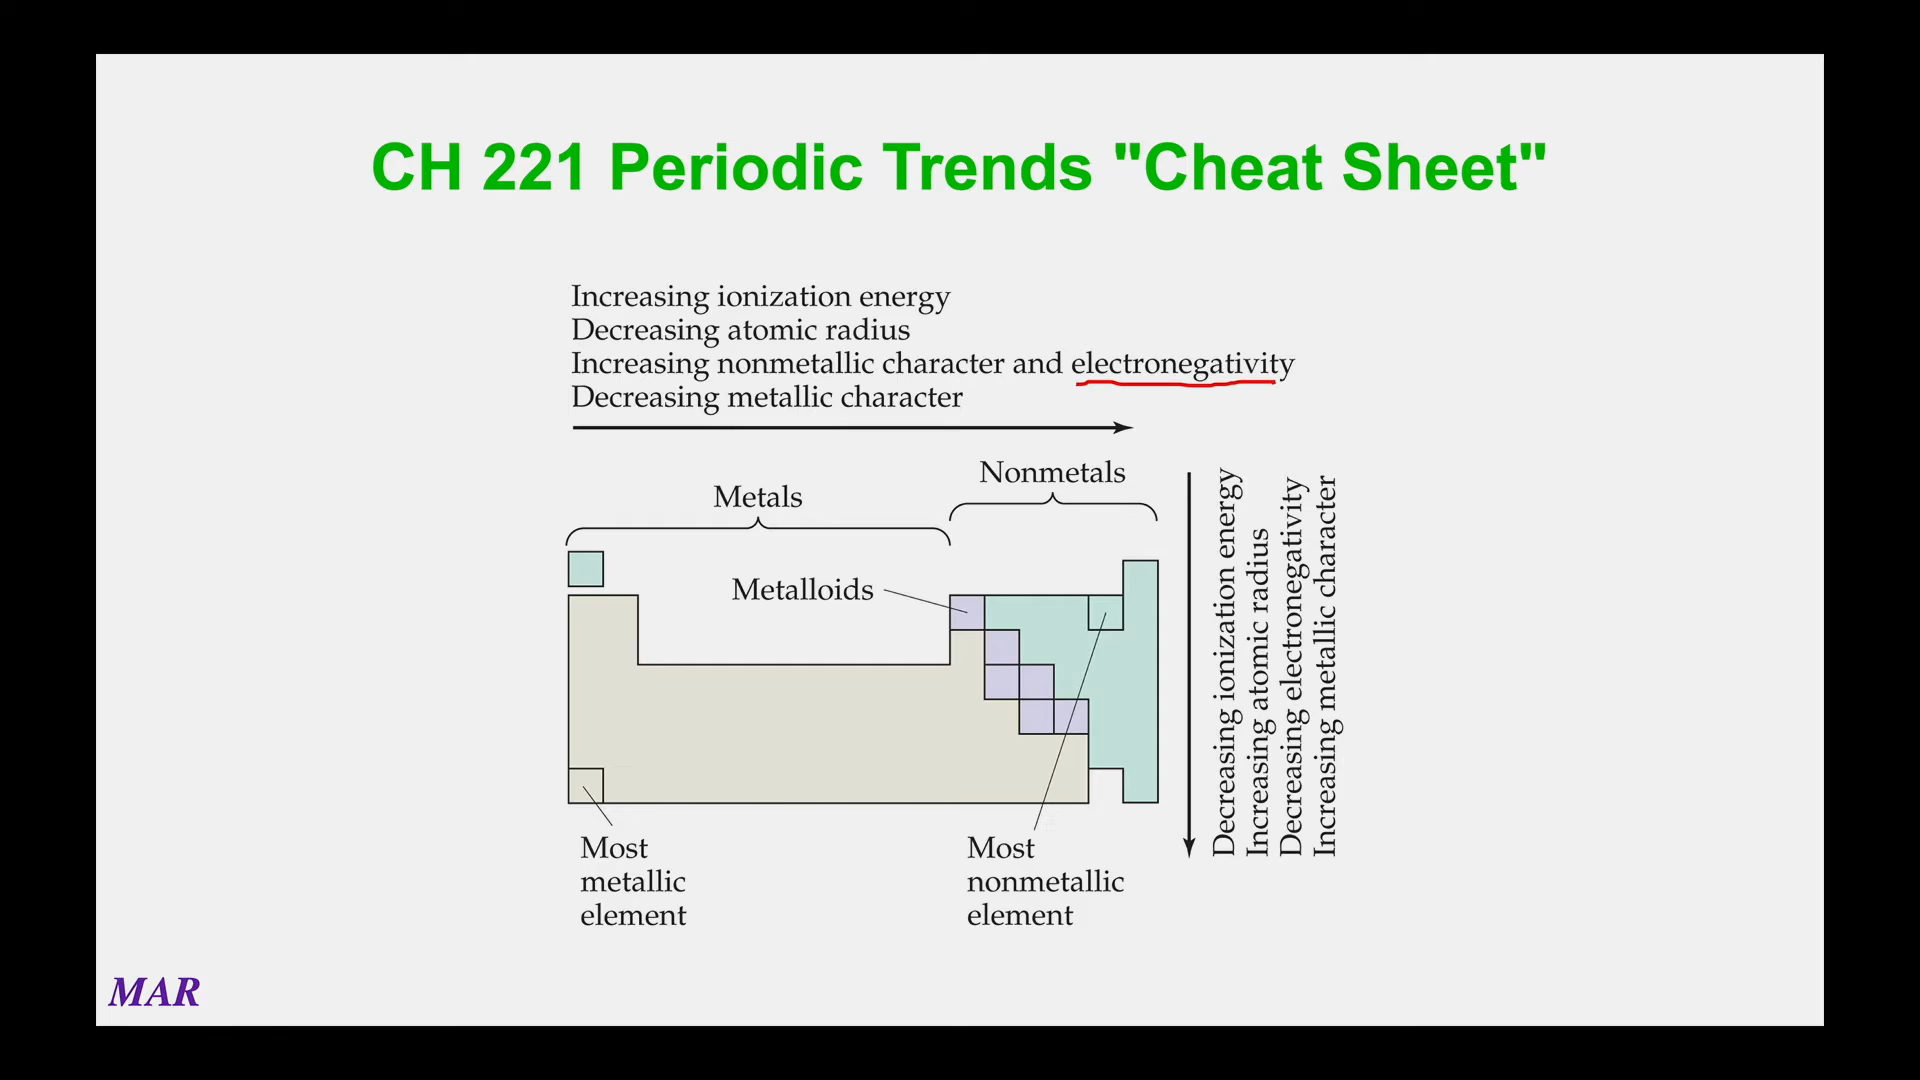 CH 221 Periodic Trends "Cheat Sheet"
Increasing ionization energy
Decreasing atomic radius
Increasing nonmetallic character and electronegativity
Decreasing metallic character
Nonmetals
Metals
Metalloids
Decreasing ionization energy
Increasing atomic radius
Decreasing electronegativity
Increasing metallic character
Most
metallic
element
Most
nonmetallic
element
MAR